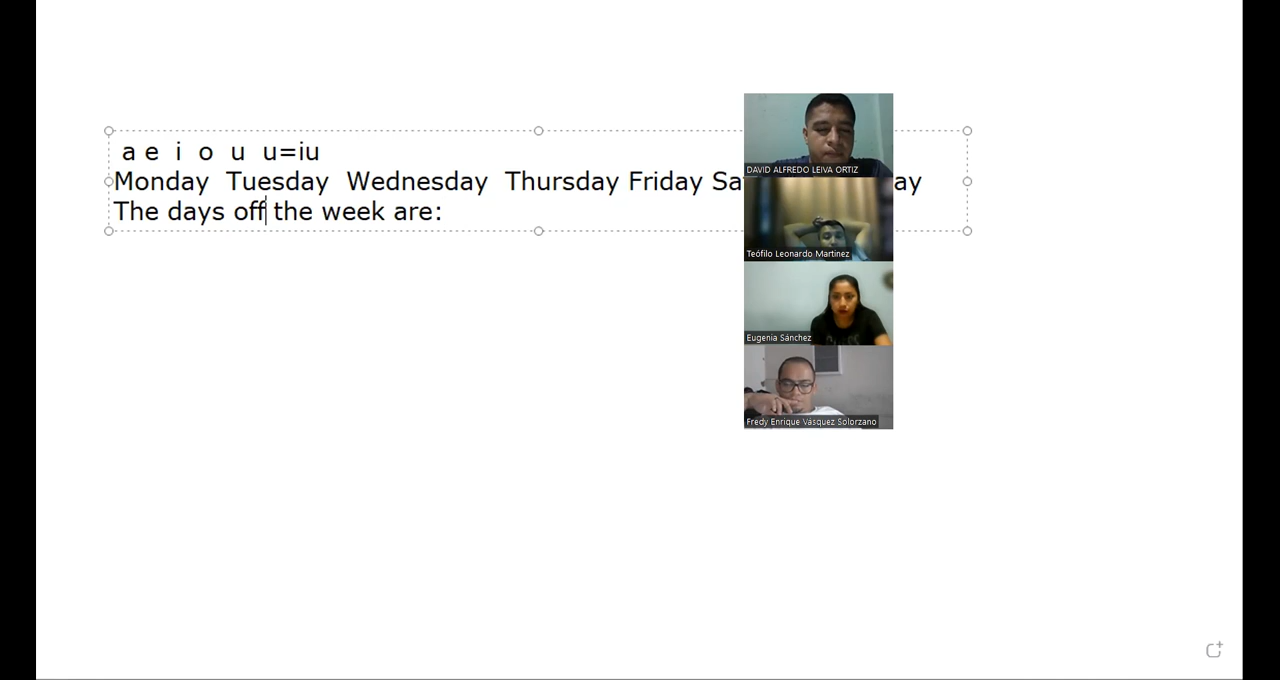 a e i o u u=iu
Monday Tuesday Wednesday Thursday Friday
The days off the week are:
DAVID ALFREDO LEIVA ORTIZ
Teófilo Leonardo Martinez
Eugenia Sánchez
Fredy Enrique Vásquez Solorzano